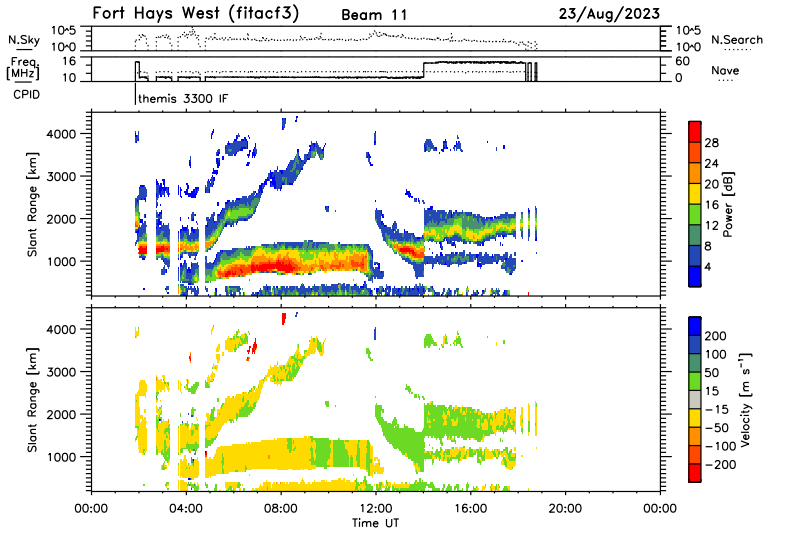 Fort Hays West (fitacf3) Beam 11 23/Aug/2023
N.Sky 10^5 10^0 10^5 10^0 N.Search
Freq. [MHz] 16 10 60 0 Nave
CPID themis 3300 IF
Slant Range [km] 4000 3000 2000 1000
Power [dB] 28 24 20 16 12 8 4
Slant Range [km] 4000 3000 2000 1000
Velocity [m s⁻¹] 200 100 50 15 -15 -50 -100 -200
00:00 04:00 08:00 12:00 16:00 20:00 00:00
Time UT